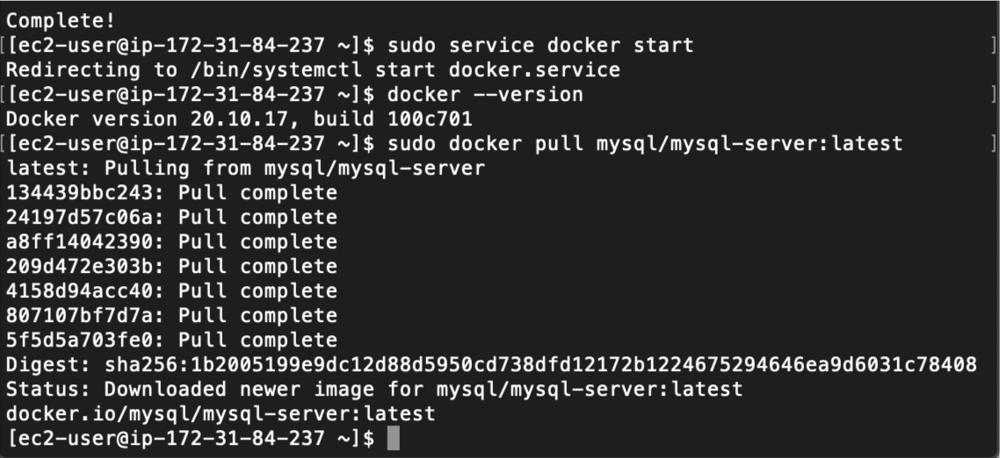 Complete!
[[ec2-user@ip-172-31-84-237 ~]$ sudo service docker start ]
Redirecting to /bin/systemctl start docker.service
[[ec2-user@ip-172-31-84-237 ~]$ docker --version ]
Docker version 20.10.17, build 100c701
[[ec2-user@ip-172-31-84-237 ~]$ sudo docker pull mysql/mysql-server:latest ]
latest: Pulling from mysql/mysql-server
134439bbc243: Pull complete
24197d57c06a: Pull complete
a8ff14042390: Pull complete
209d472e303b: Pull complete
4158d94acc40: Pull complete
807107bf7d7a: Pull complete
5f5d5a703fe0: Pull complete
Digest: sha256:1b2005199e9dc12d88d5950cd738dfd12172b1224675294646ea9d6031c78408
Status: Downloaded newer image for mysql/mysql-server:latest
docker.io/mysql/mysql-server:latest
[ec2-user@ip-172-31-84-237 ~]$